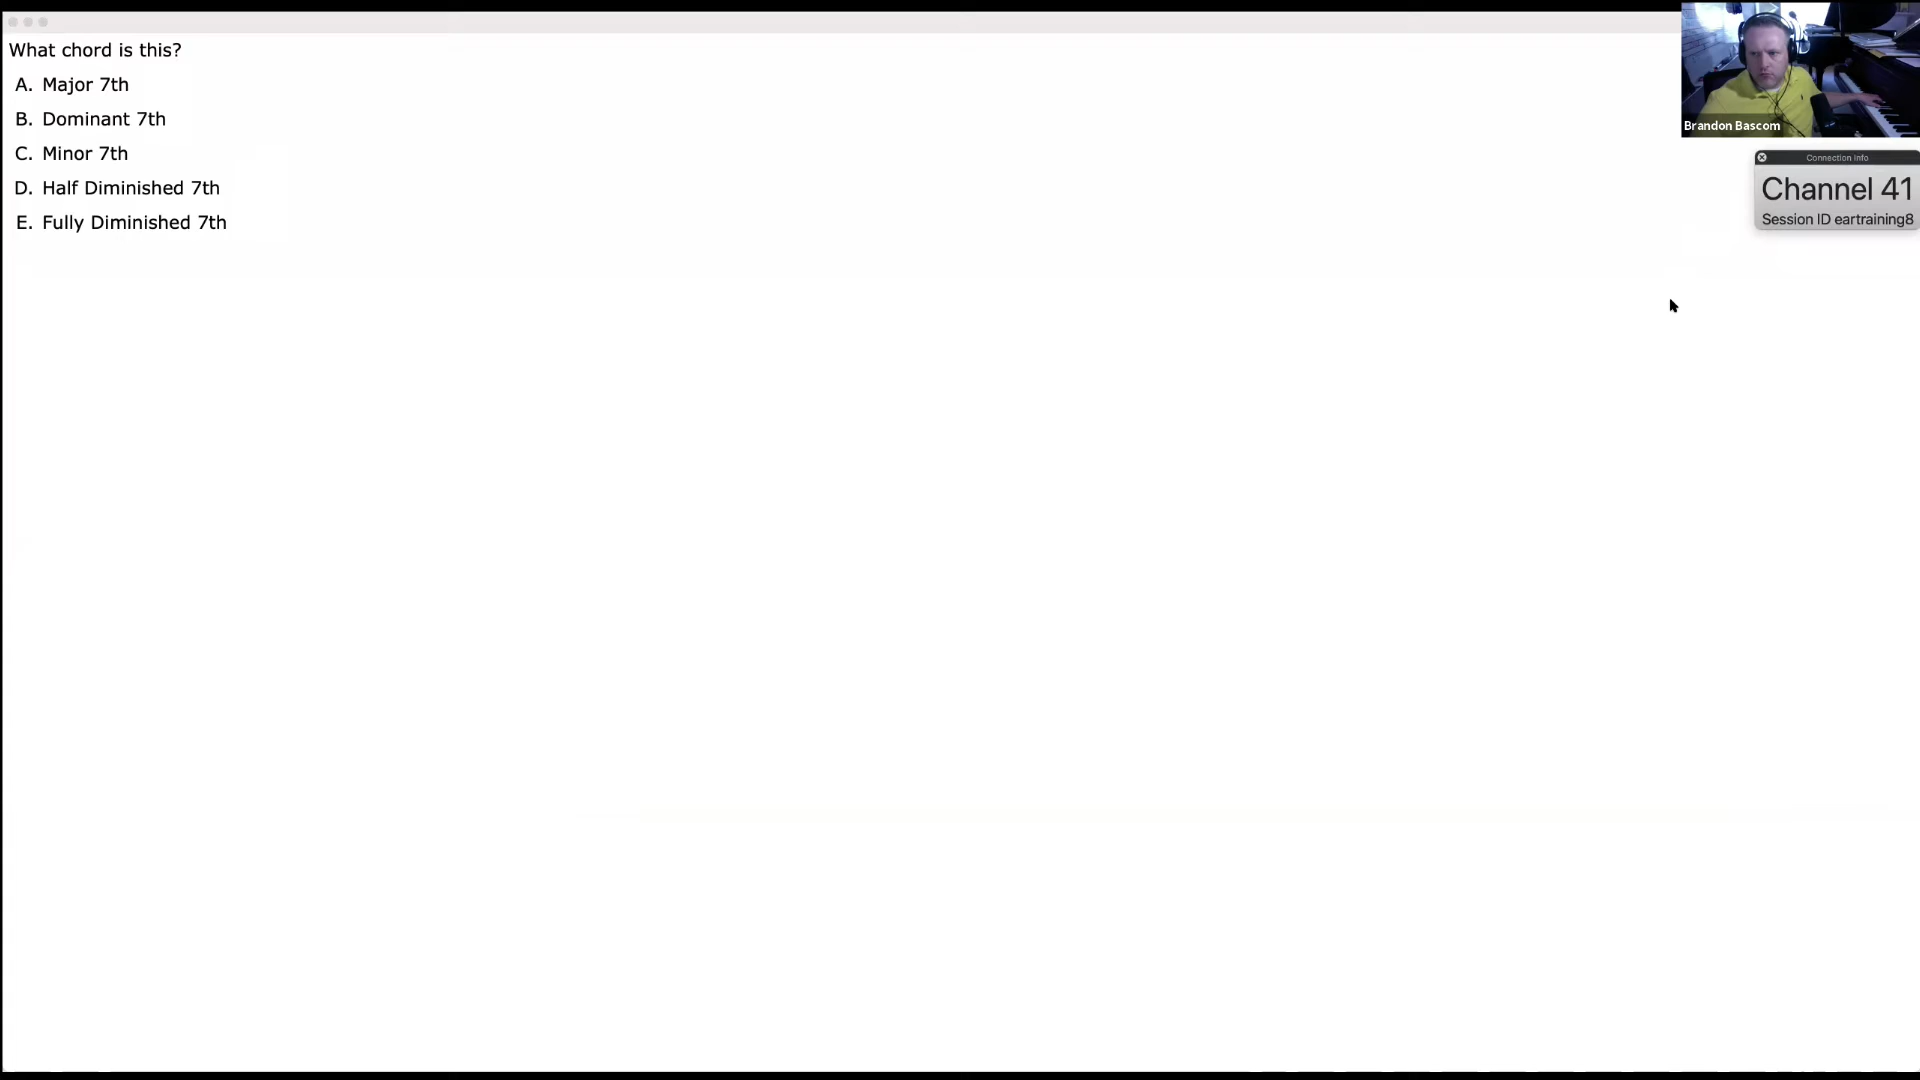 What chord is this?
A. Major 7th
B. Dominant 7th
C. Minor 7th
D. Half Diminished 7th
E. Fully Diminished 7th
Brandon Bascom
Connection Info
Channel 41
Session ID eartraining8